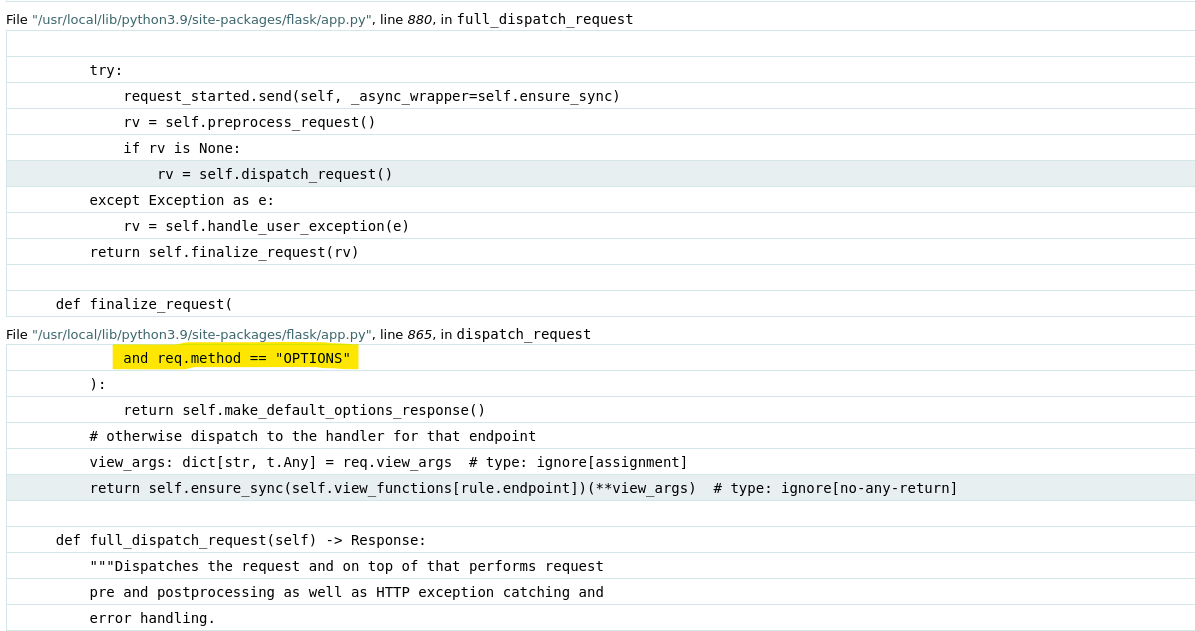 File "/usr/local/lib/python3.9/site-packages/flask/app.py", line 880, in full_dispatch_request
try:
request_started.send(self, _async_wrapper=self.ensure_sync)
rv = self.preprocess_request()
if rv is None:
rv = self.dispatch_request()
except Exception as e:
rv = self.handle_user_exception(e)
return self.finalize_request(rv)
def finalize_request(
File "/usr/local/lib/python3.9/site-packages/flask/app.py", line 865, in dispatch_request
and req.method == "OPTIONS"
):
return self.make_default_options_response()
# otherwise dispatch to the handler for that endpoint
view_args: dict[str, t.Any] = req.view_args  # type: ignore[assignment]
return self.ensure_sync(self.view_functions[rule.endpoint])(**view_args)  # type: ignore[no-any-return]
def full_dispatch_request(self) -> Response:
"""Dispatches the request and on top of that performs request
pre and postprocessing as well as HTTP exception catching and
error handling.